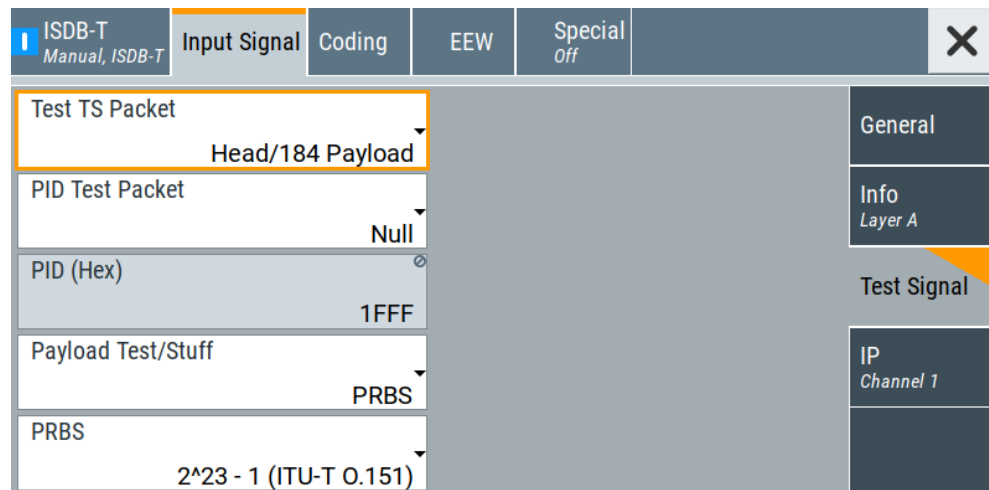 ISDB-T
Manual, ISDB-T
Input Signal
Coding
EEW
Special
Off
Test TS Packet
Head/184 Payload
PID Test Packet
Null
PID (Hex)
1FFF
Payload Test/Stuff
PRBS
PRBS
2^23 - 1 (ITU-T O.151)
General
Info
Layer A
Test Signal
IP
Channel 1